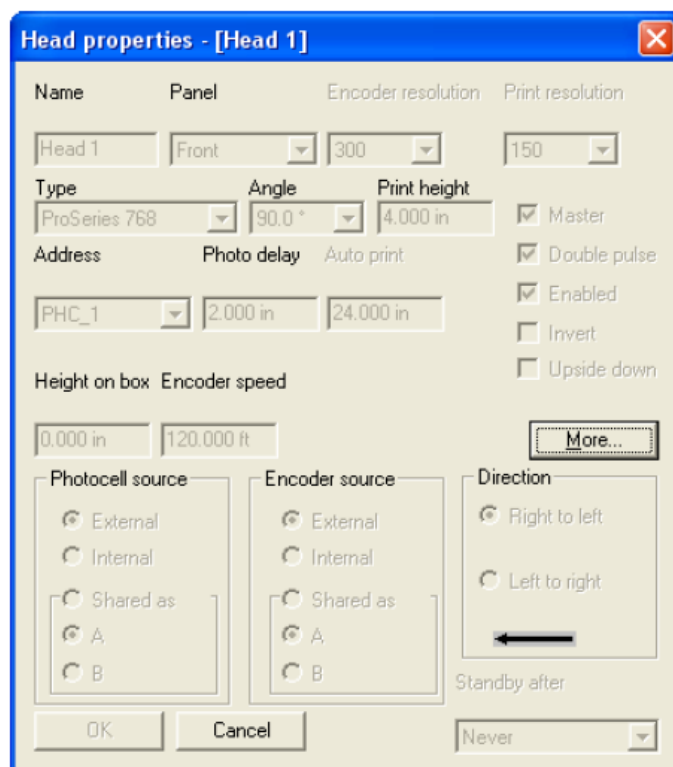 Head properties - [Head 1]
Name Panel Encoder resolution Print resolution
Head 1 Front 300 150
Type Angle Print height
ProSeries 768 90.0 ° 4.000 in Master
Address Photo delay Auto print Double pulse
Enabled
PHC_1 2.000 in 24.000 in
Invert
Upside down
Height on box Encoder speed
0.000 in 120.000 ft More...
Photocell source Encoder source Direction
External External Right to left
Internal Internal
Shared as Shared as Left to right
A A
B B
Standby after
OK Cancel Never